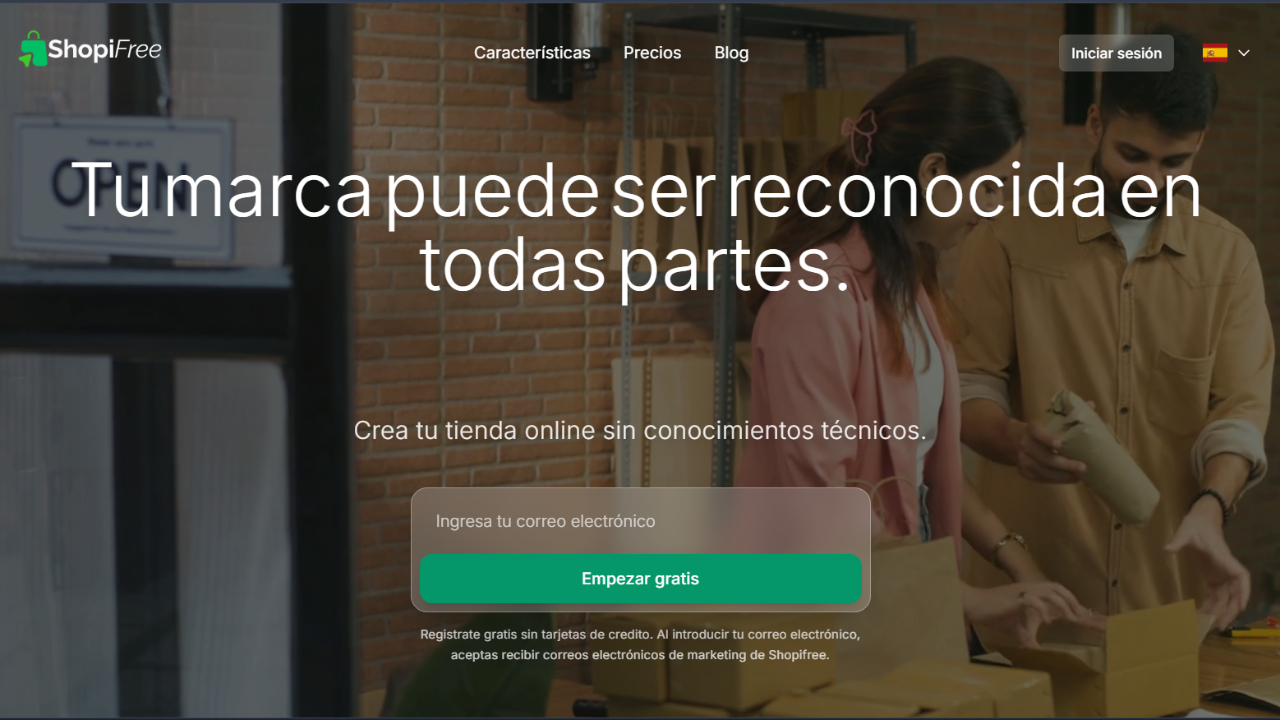 ShopiFree
Características
Precios
Blog
Iniciar sesión
OPEN
Tu marca puede ser reconocida en
todas partes.
Crea tu tienda online sin conocimientos técnicos.
Ingresa tu correo electrónico
Empezar gratis
Registrate gratis sin tarjetas de credito. Al introducir tu correo electrónico,
aceptas recibir correos electrónicos de marketing de Shopifree.